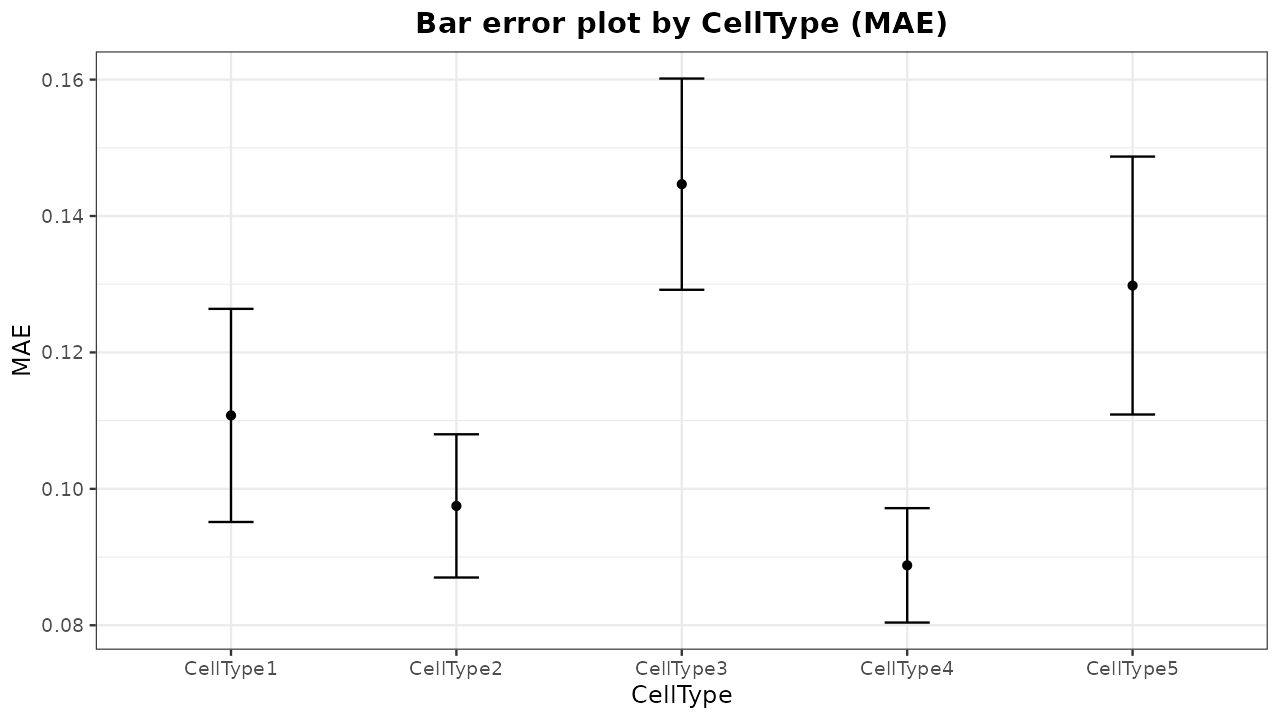 Bar error plot by CellType (MAE)
MAE
0.16
0.14
0.12
0.10
0.08
CellType1 CellType2 CellType3 CellType4 CellType5
CellType